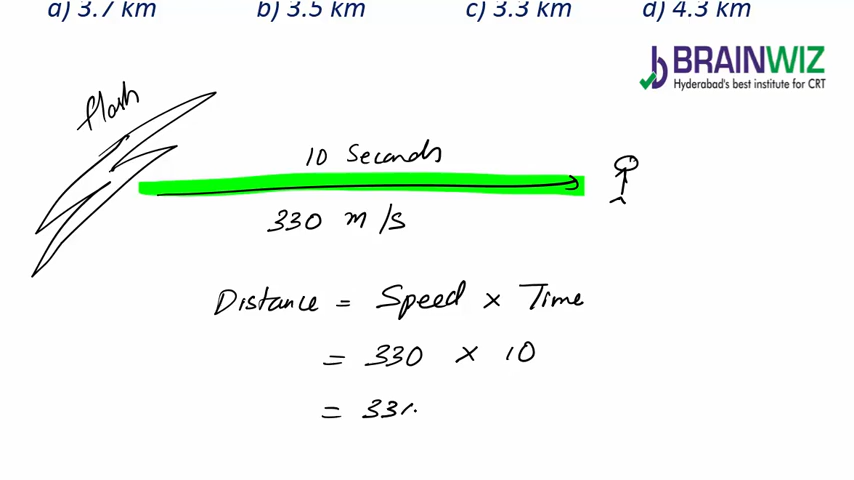 a) 3.7 km b) 3.5 km c) 3.3 km d) 4.3 km
BRAINWIZ
Hyderabad's best institute for CRT
flash
10 Seconds
330 m/s
Distance = Speed × Time
= 330 × 10
= 33